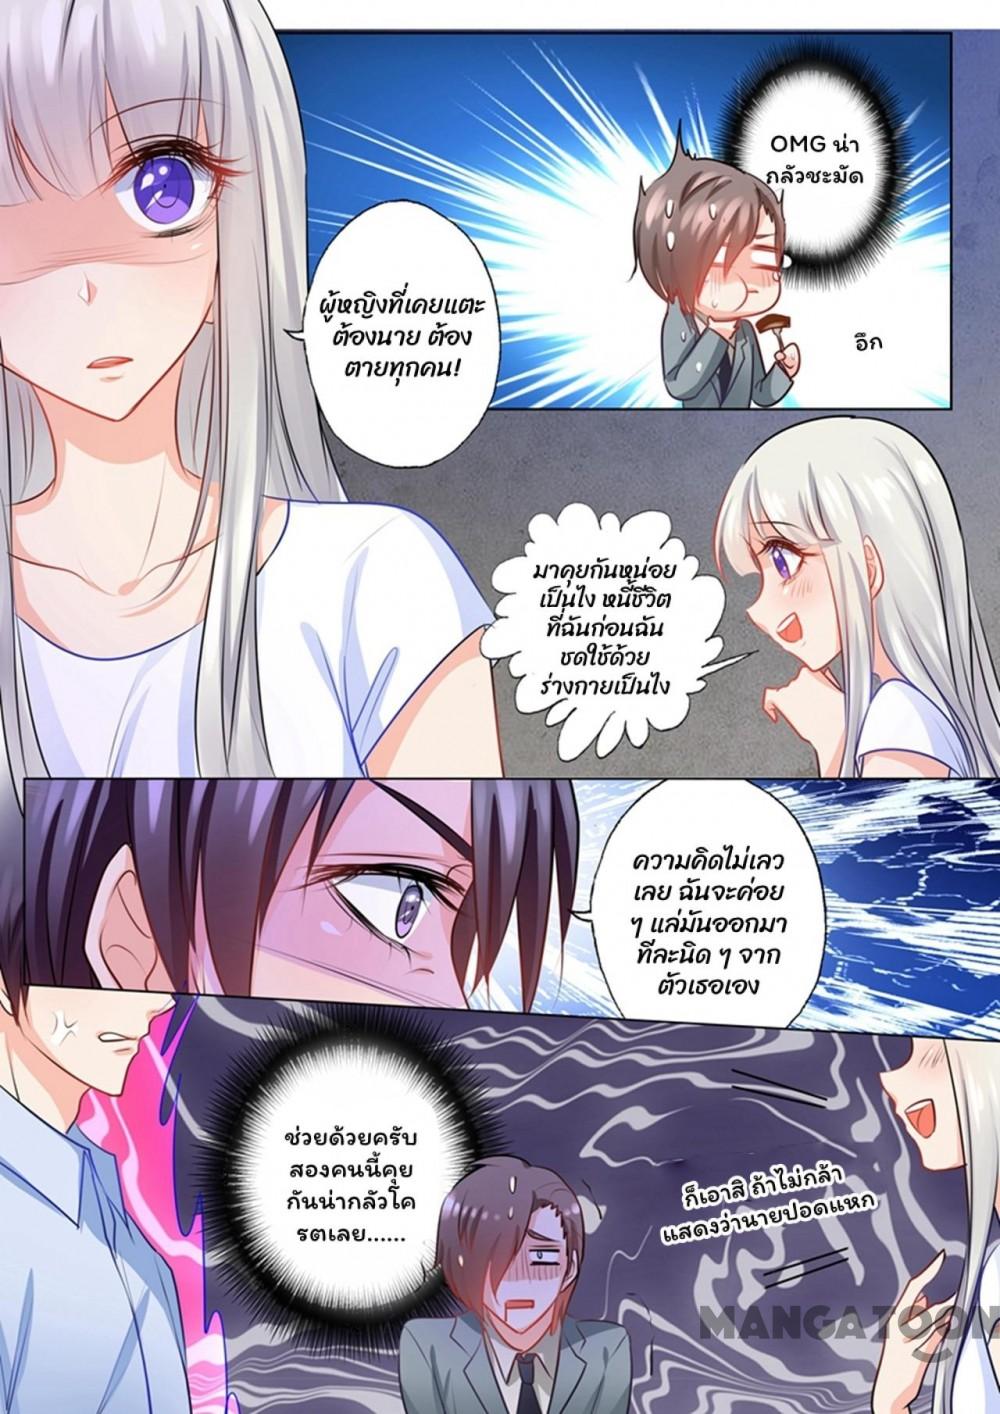 OMG น่า
กลัวชะมัด
ผู้หญิงที่เคยแตะ
ต้องนาย ต้อง
ตายทุกคน!
อึก
มาคุยกันหน่อย
เป็นไง หนี้ชีวิต
ที่ฉันก่อนฉัน
ชดใช้ด้วย
ร่างกายเป็นไง
ความคิดไม่เลว
เลย ฉันจะค่อย
ๆ แล่มันออกมา
ทีละนิด ๆ จาก
ตัวเธอเอง
ช่วยด้วยครับ
สองคนนี้คุย
กันน่ากลัวโค
รตเลย......
ก็เอาสิ ถ้าไม่กล้า
แสดงว่านายปอดแหก
MANGATOON